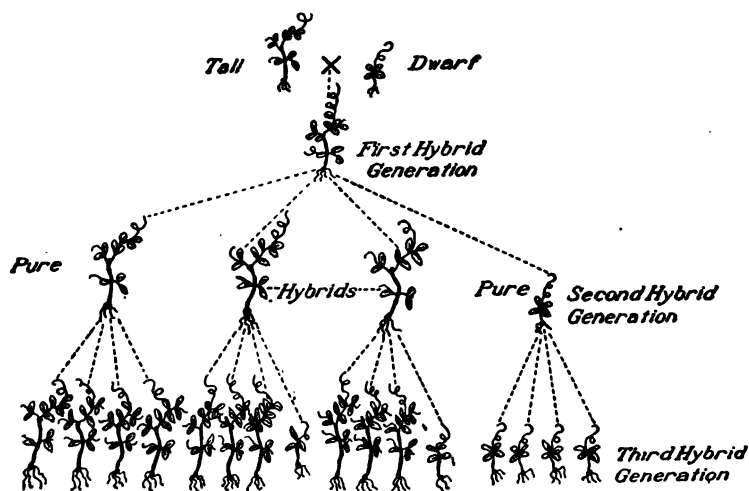 Tall
Dwarf
First Hybrid
Generation
Pure
Hybrids
Pure
Second Hybrid
Generation
Third Hybrid
Generation